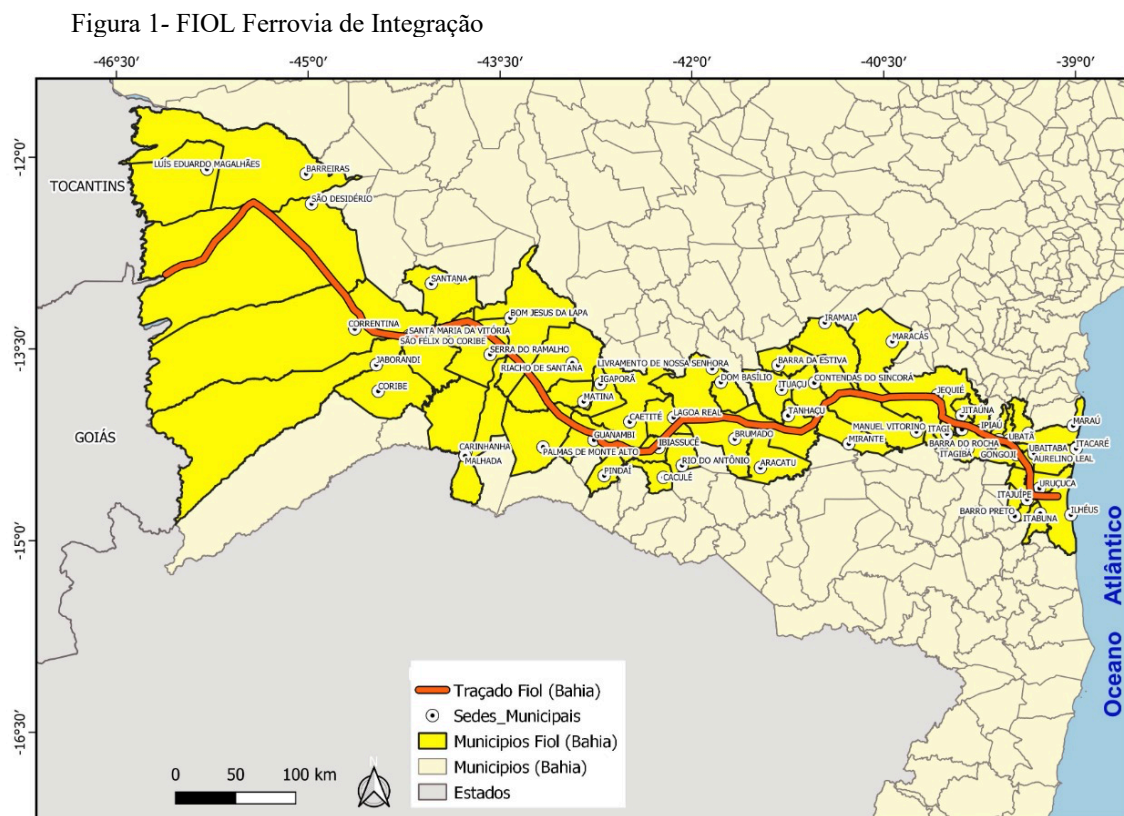 Figura 1- FIOL Ferrovia de Integração
-46°30'
-45°0'
-43°30'
-42°0'
-40°30'
-39°0'
-12°0'
-13°30'
-15°0'
-16°30'
TOCANTINS
GOIÁS
LUÍS EDUARDO MAGALHÃES
BARREIRAS
SÃO DESIDÉRIO
SANTANA
CORRENTINA
BOM JESUS DA LAPA
SANTA MARIA DA VITÓRIA
SÃO FÉLIX DO CORIBE
SERRA DO RAMALHO
JABORANDI
RIACHO DE SANTANA
CORIBE
IGAPORÃ
MATINA
LIVRAMENTO DE NOSSA SENHORA
DOM BASÍLIO
BARRA DA ESTIVA
IRAMAIA
MARACÁS
ITUAÇU
CONTENDAS DO SINCORÁ
CAETITÉ
LAGOA REAL
TANHAÇU
JEQUIÉ
JITAÚNA
MARAÚ
CARINHANHA
MALHADA
GUANAMBI
PALMAS DE MONTE ALTO
IBIASSUCÊ
BRUMADO
MANUEL VITORINO
MIRANTE
ITAGI
IPIAÚ
UBATÃ
BARRA DO ROCHA
ITAGIBÁ
GONGOJI
UBAITABA
AURELINO LEAL
ITACARÉ
PINDAÍ
RIO DO ANTÔNIO
CACULÉ
ARACATU
URUÇUCA
ITAJUÍPE
BARRO PRETO
ITABUNA
ILHÉUS
Oceano Atlântico
Traçado Fiol (Bahia)
Sedes_Municipais
Municipios Fiol (Bahia)
Municipios (Bahia)
Estados
0 50 100 km
N